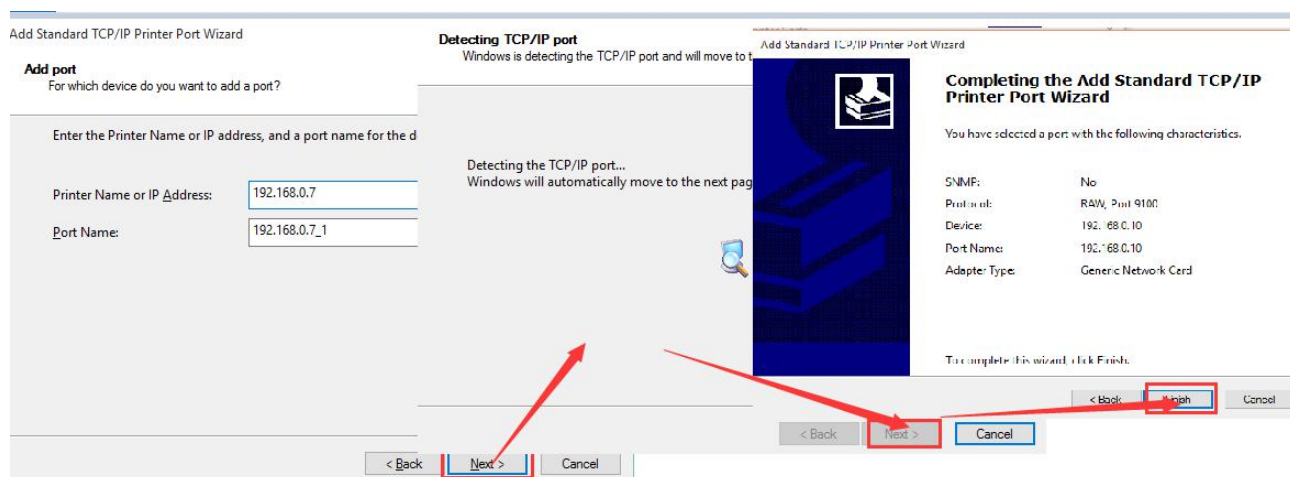 Add Standard TCP/IP Printer Port Wizard
Add port
For which device do you want to add a port?
Enter the Printer Name or IP address, and a port name for the d
Printer Name or IP Address:
192.168.0.7
Port Name:
192.168.0.7_1
< Back
Next >
Cancel
Detecting TCP/IP port
Windows is detecting the TCP/IP port and will move to t
Detecting the TCP/IP port...
Windows will automatically move to the next pag
< Back
Next >
Cancel
Add Standard TCP/IP Printer Port Wizard
Completing the Add Standard TCP/IP
Printer Port Wizard
You have selected a port with the following characteristics.
SNMP: No
Protocol: RAW, Port 9100
Device: 192.168.0.10
Port Name: 192.168.0.10
Adapter Type: Generic Network Card
To complete this wizard, click Finish.
< Back
Finish
Cancel